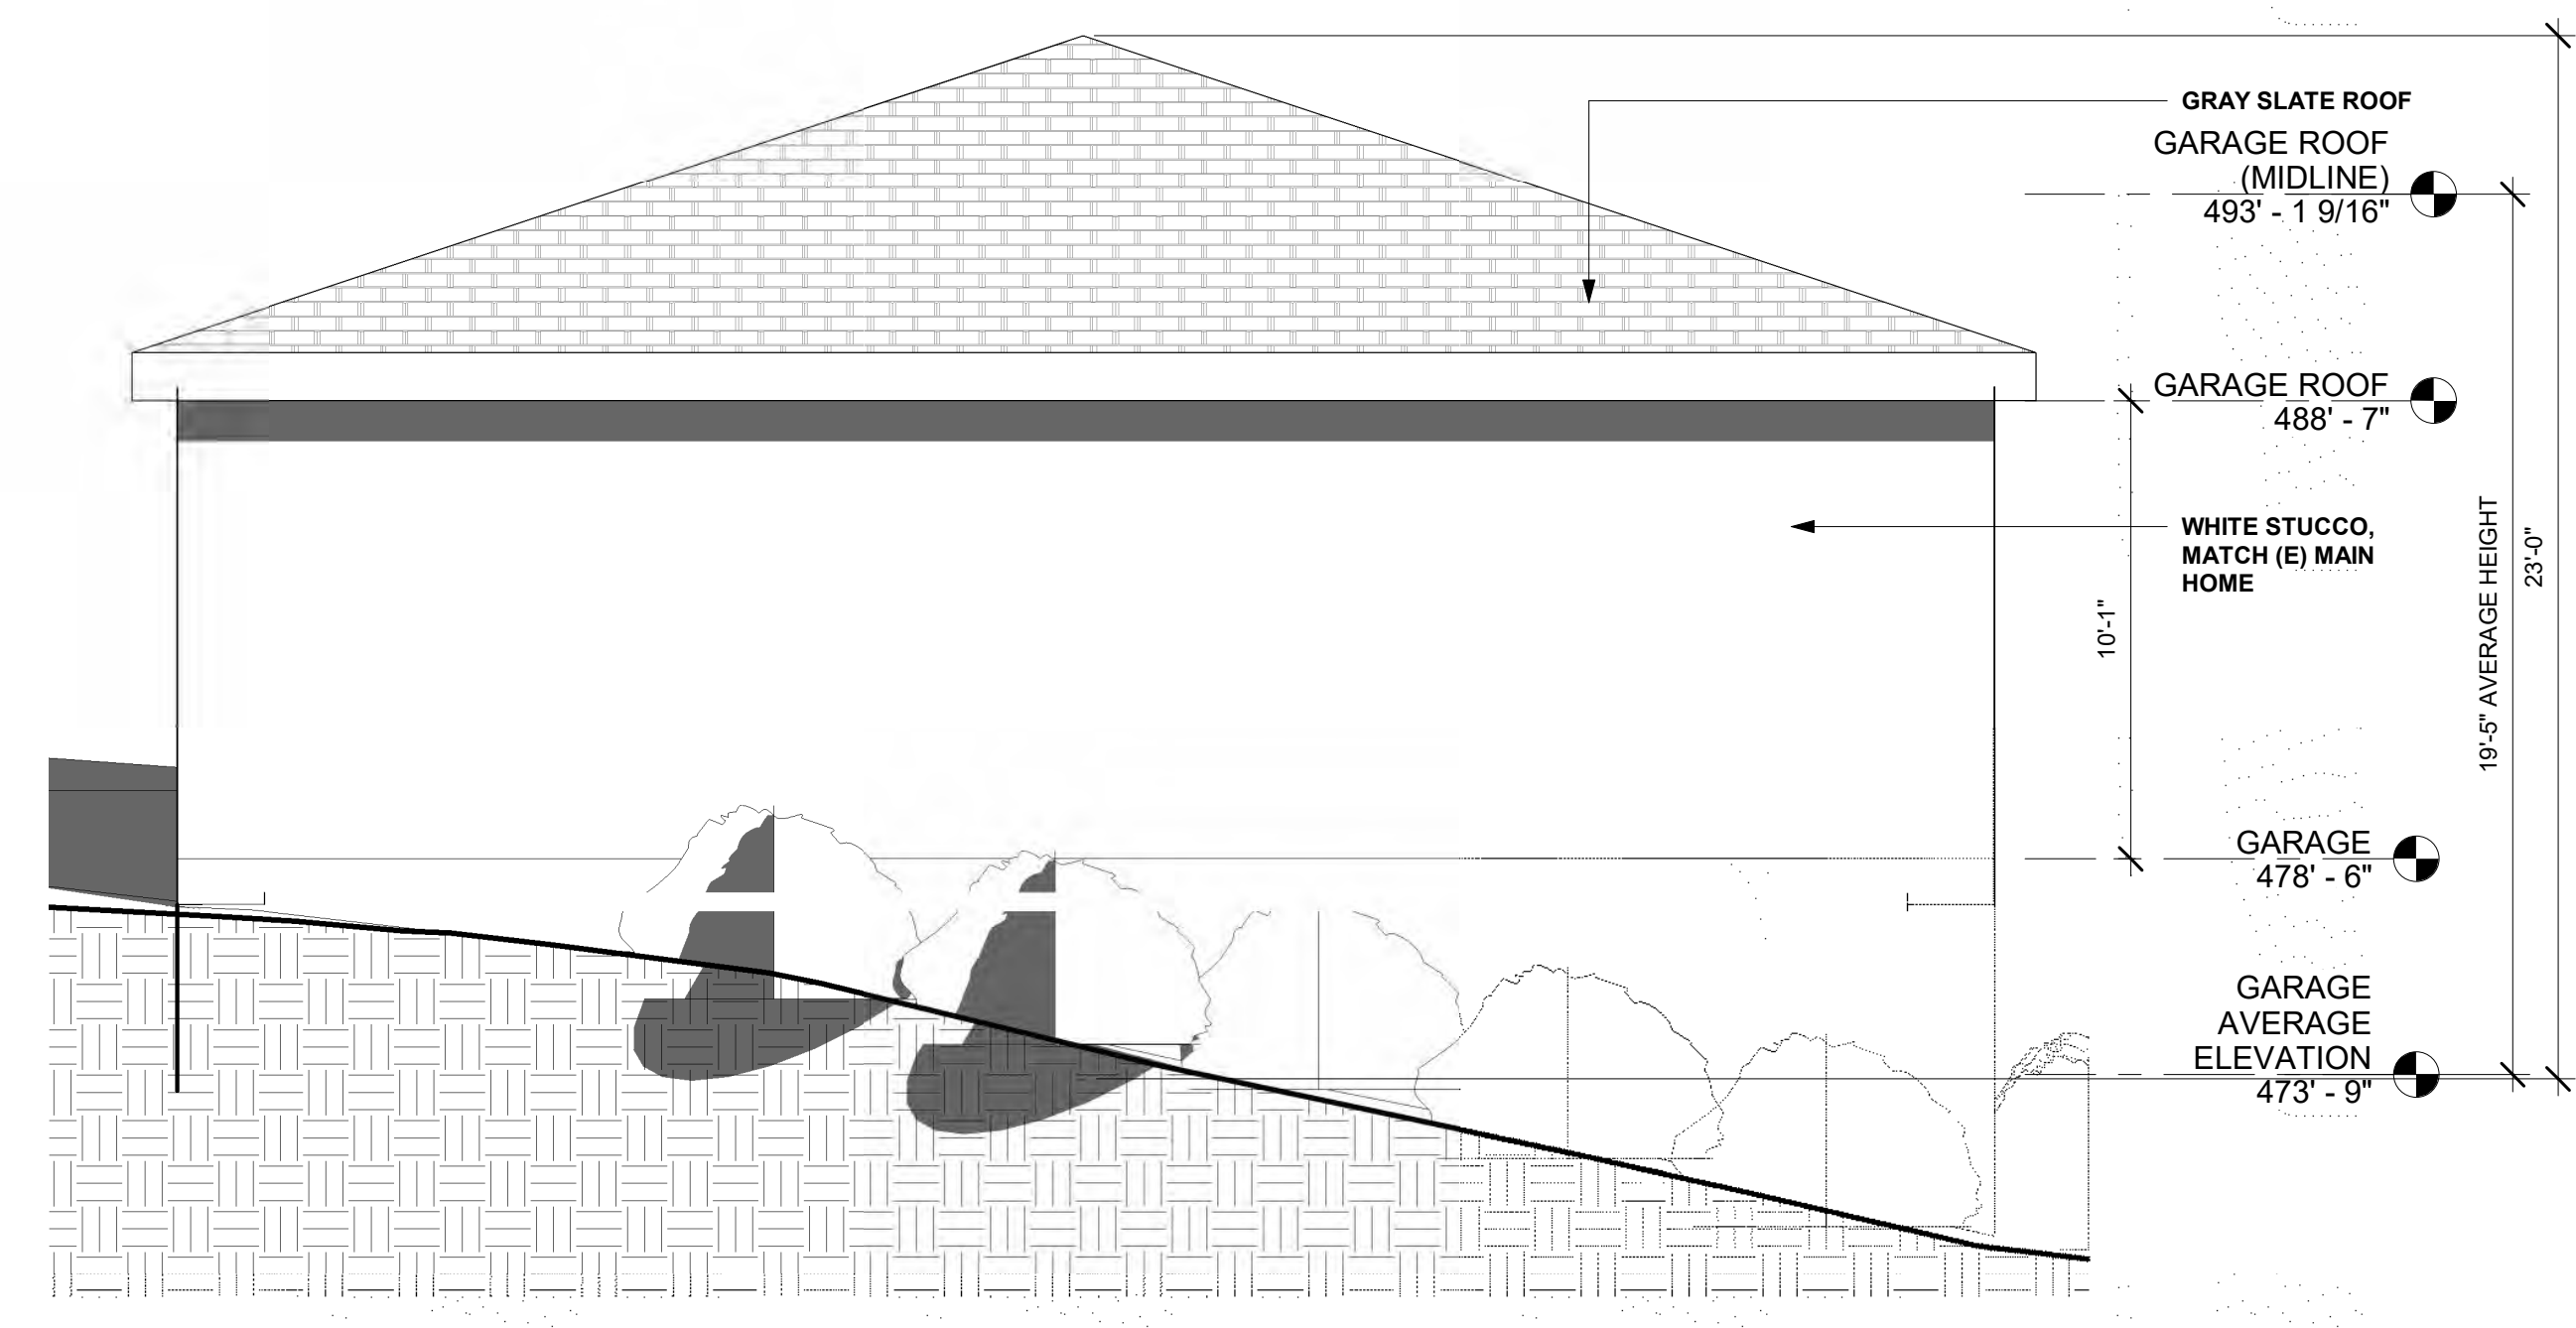 GRAY SLATE ROOF
GARAGE ROOF
(MIDLINE)
493' - 1 9/16"
GARAGE ROOF
488' - 7"
WHITE STUCCO,
MATCH (E) MAIN
HOME
10'-1"
19'-5" AVERAGE HEIGHT
23'-0"
GARAGE
478' - 6"
GARAGE
AVERAGE
ELEVATION
473' - 9"